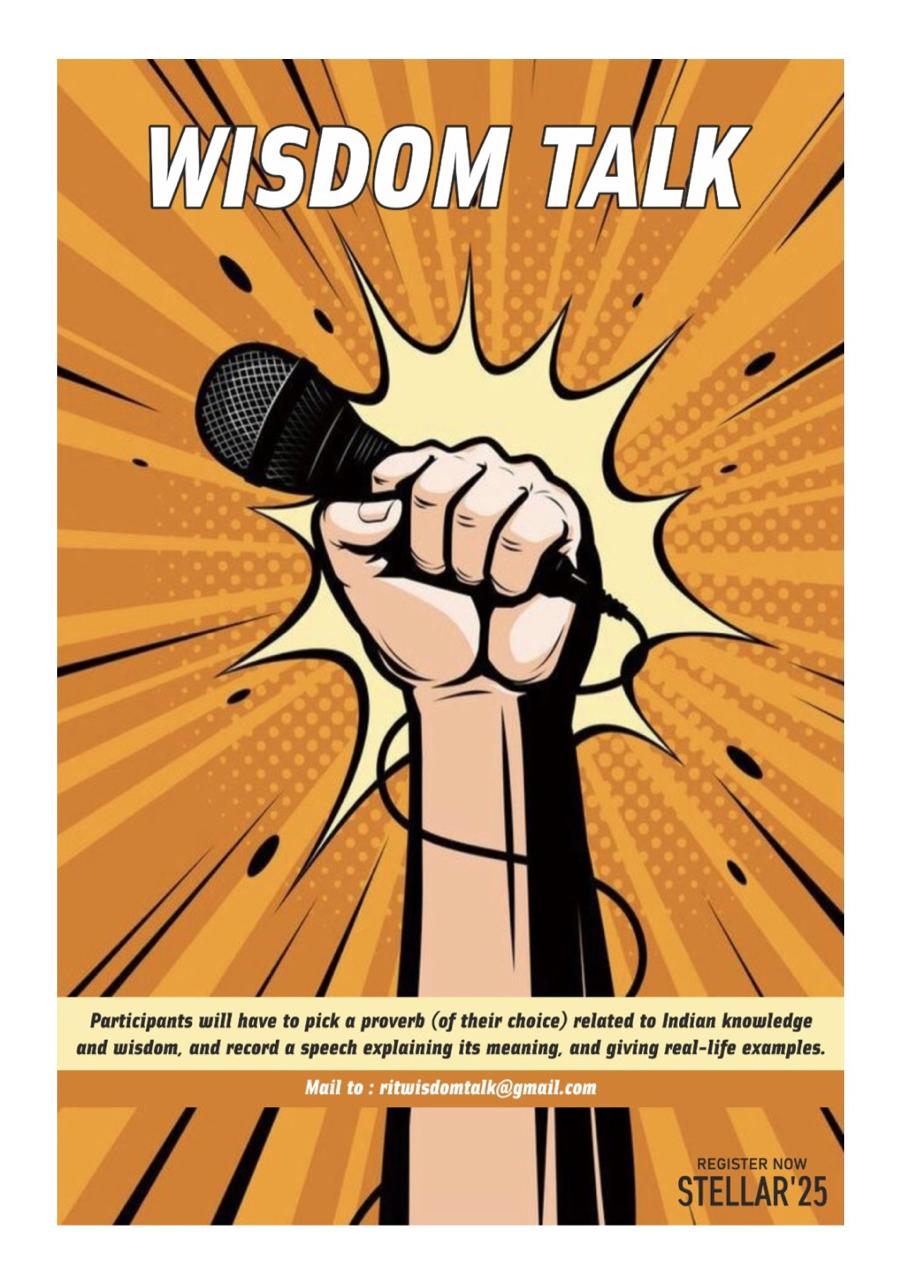 WISDOM TALK
Participants will have to pick a proverb (of their choice) related to Indian knowledge
and wisdom, and record a speech explaining its meaning, and giving real-life examples.
Mail to : ritwisdomtalk@gmail.com
REGISTER NOW
STELLAR'25